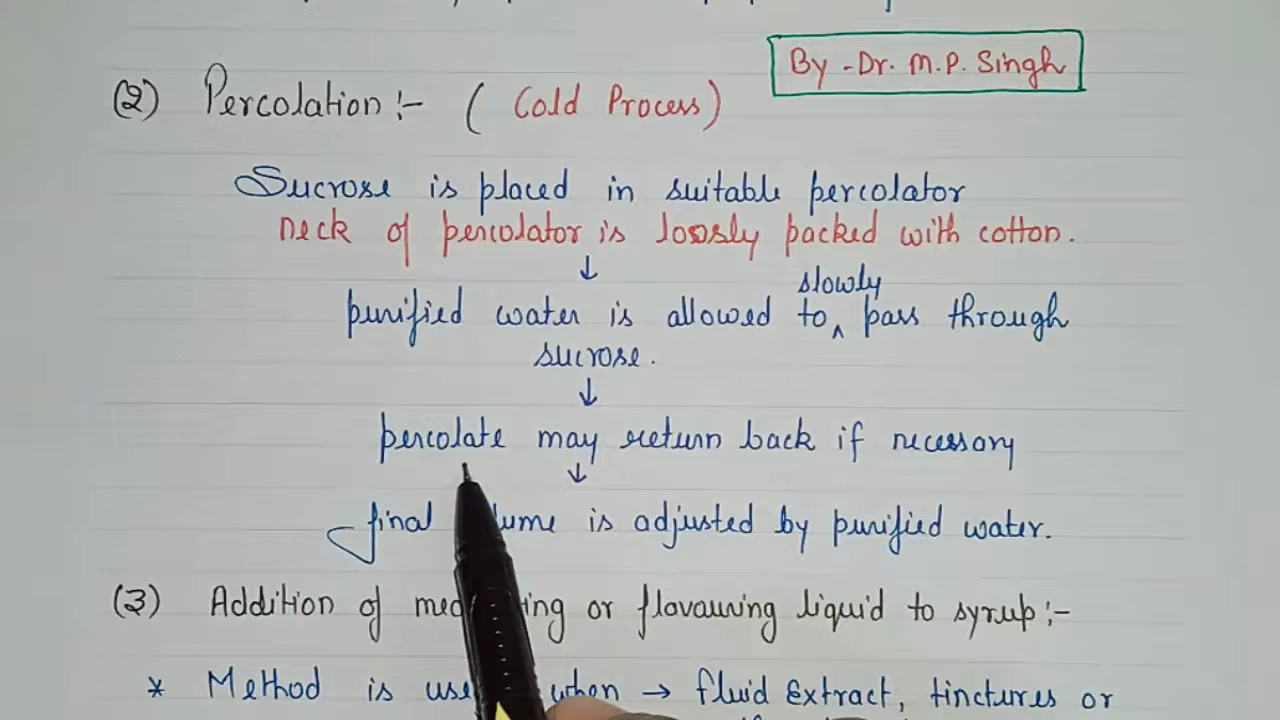 By - Dr. M.P. Singh
(2) Percolation :- ( Cold Process )
Sucrose is placed in suitable percolator
neck of percolator is loosly packed with cotton.
↓
slowly
purified water is allowed to ^ pass through
sucrose.
↓
percolate may return back if necessory
↓
final is adjusted by purified water.
(3) Addition of or flavouring liquid to syrup :-
* Method is when → fluid extract, tinctures or